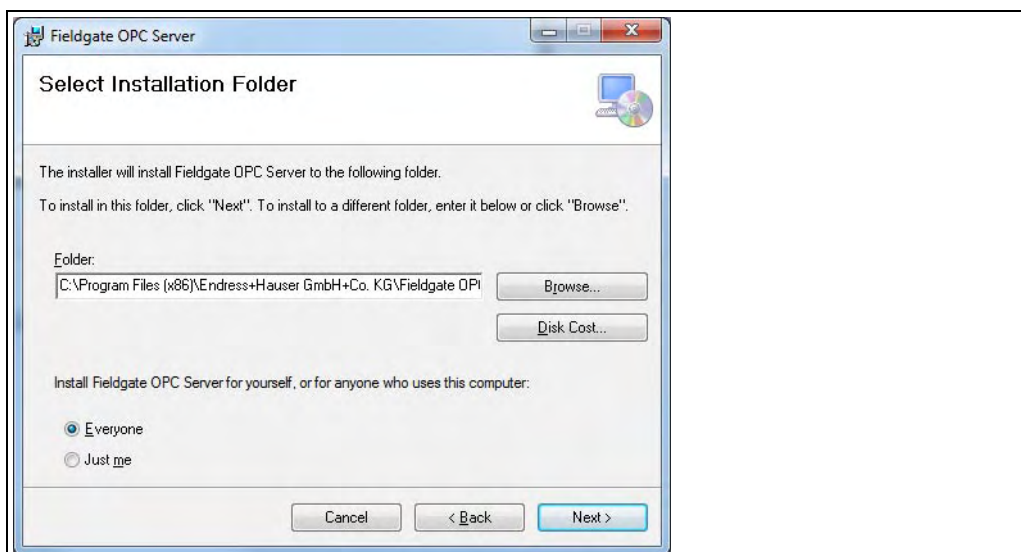 Fieldgate OPC Server
Select Installation Folder
The installer will install Fieldgate OPC Server to the following folder.
To install in this folder, click "Next". To install to a different folder, enter it below or click "Browse".
Folder:
C:\Program Files (x86)\Endress+Hauser GmbH+Co. KG\Fieldgate
Browse...
Disk Cost...
Install Fieldgate OPC Server for yourself, or for anyone who uses this computer:
Everyone
Just me
Cancel
< Back
Next >